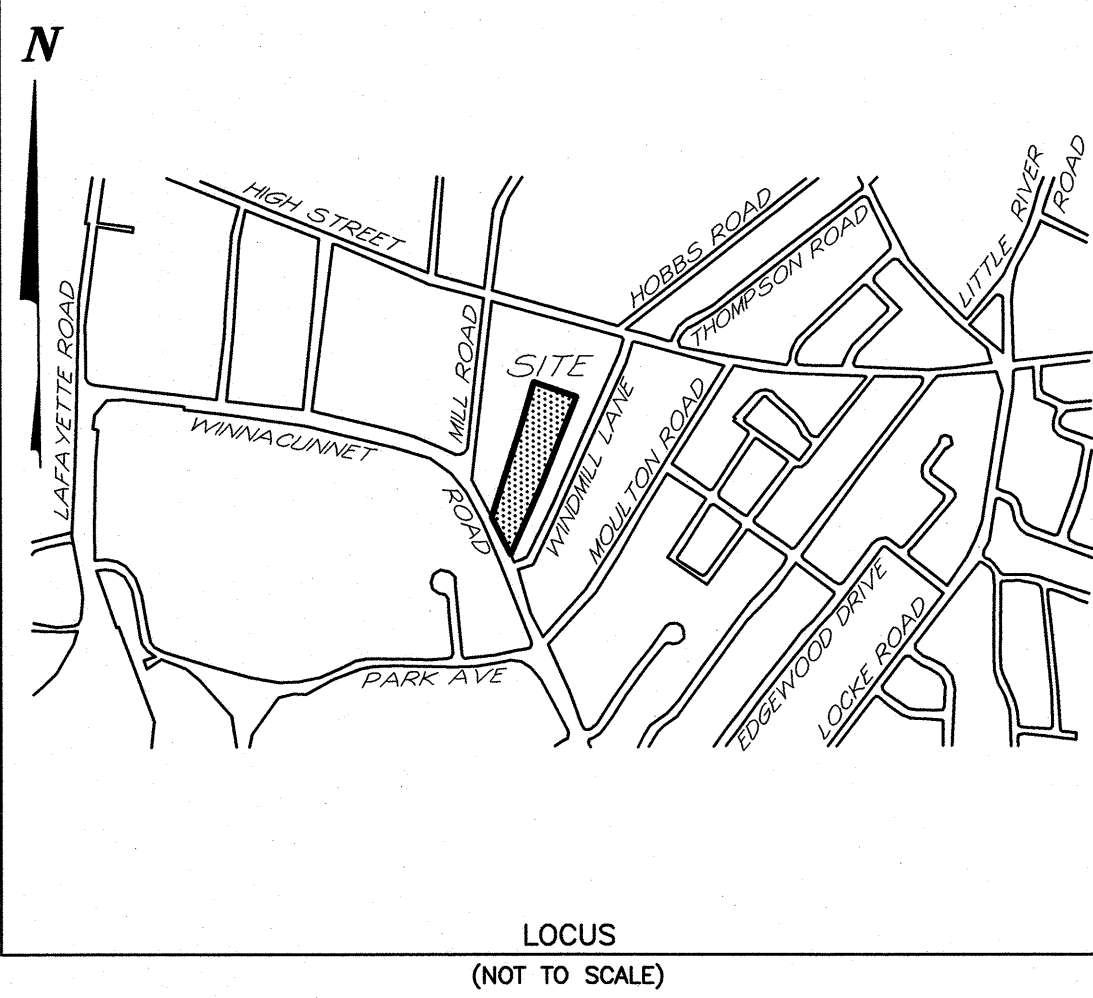 N
HIGH STREET
LAFAYETTE ROAD
MILL ROAD
WINNACUNNET
ROAD
SITE
HOBBS ROAD
THOMPSON ROAD
LITTLE RIVER
ROAD
WINDMILL LANE
MOULTON ROAD
PARK AVE
EDGEWOOD DRIVE
LOCKE ROAD
LOCUS
(NOT TO SCALE)